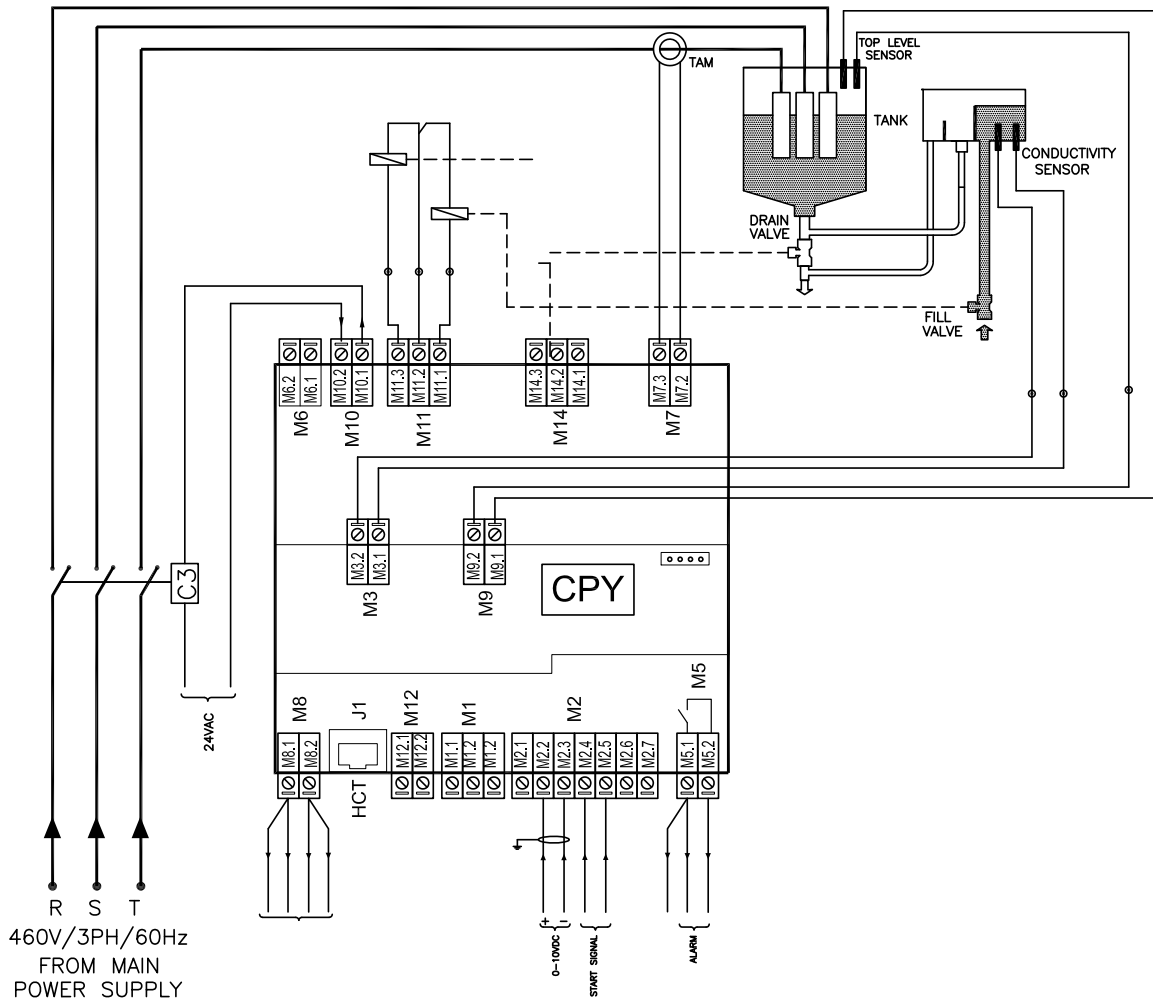 TOP LEVEL
SENSOR
TAM
TANK
CONDUCTIVITY
SENSOR
DRAIN
VALVE
FILL
VALVE
M6.2
M6.1
M10.2
M10.1
M11.3
M11.2
M11.1
M14.3
M14.2
M14.1
M7.3
M7.2
M6
M10
M11
M14
M7
M3.2
M3.1
M9.2
M9.1
M3
M9
CPY
C3
24VAC
M8
J1
M12
M1
M2
M5
M8.1
M8.2
M12.1
M12.2
M1.1
M1.2
M1.2
M2.1
M2.2
M2.3
M2.4
M2.5
M2.6
M2.7
M5.1
M5.2
HCT
+
−
0-10VDC
START SIGNAL
ALARM
R S T
460V/3PH/60Hz
FROM MAIN
POWER SUPPLY